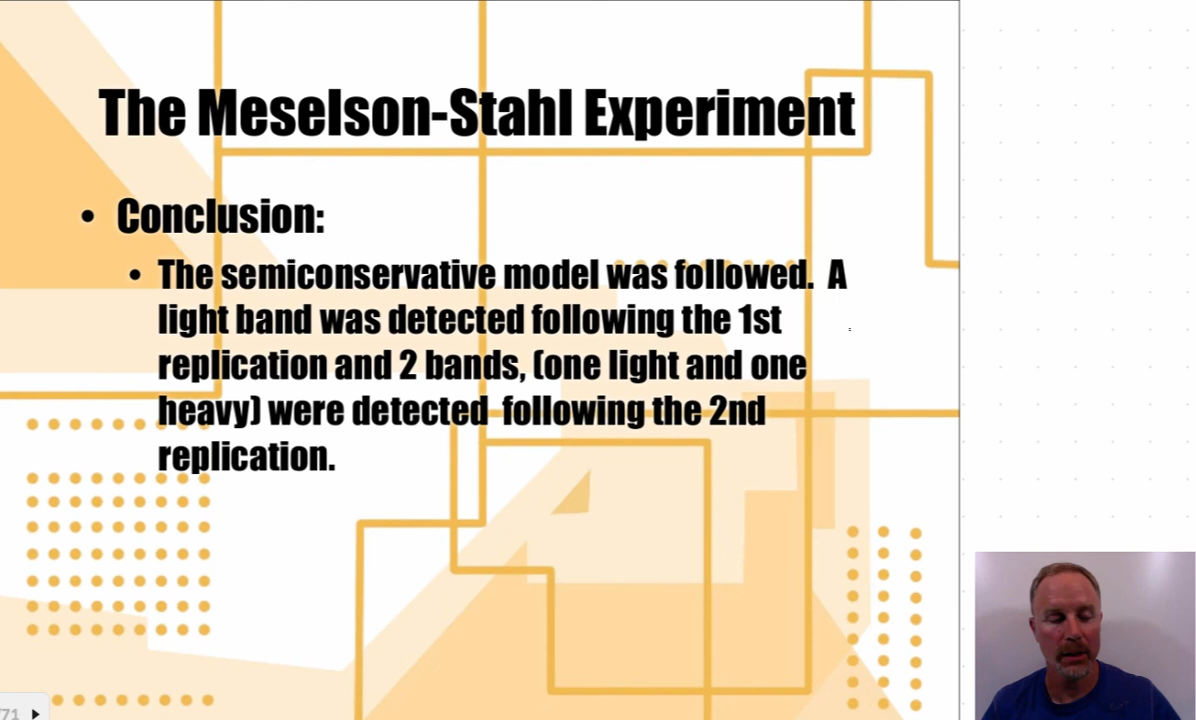 The Meselson-Stahl Experiment
• Conclusion:
• The semiconservative model was followed. A
light band was detected following the 1st
replication and 2 bands, (one light and one
heavy) were detected following the 2nd
replication.
/71